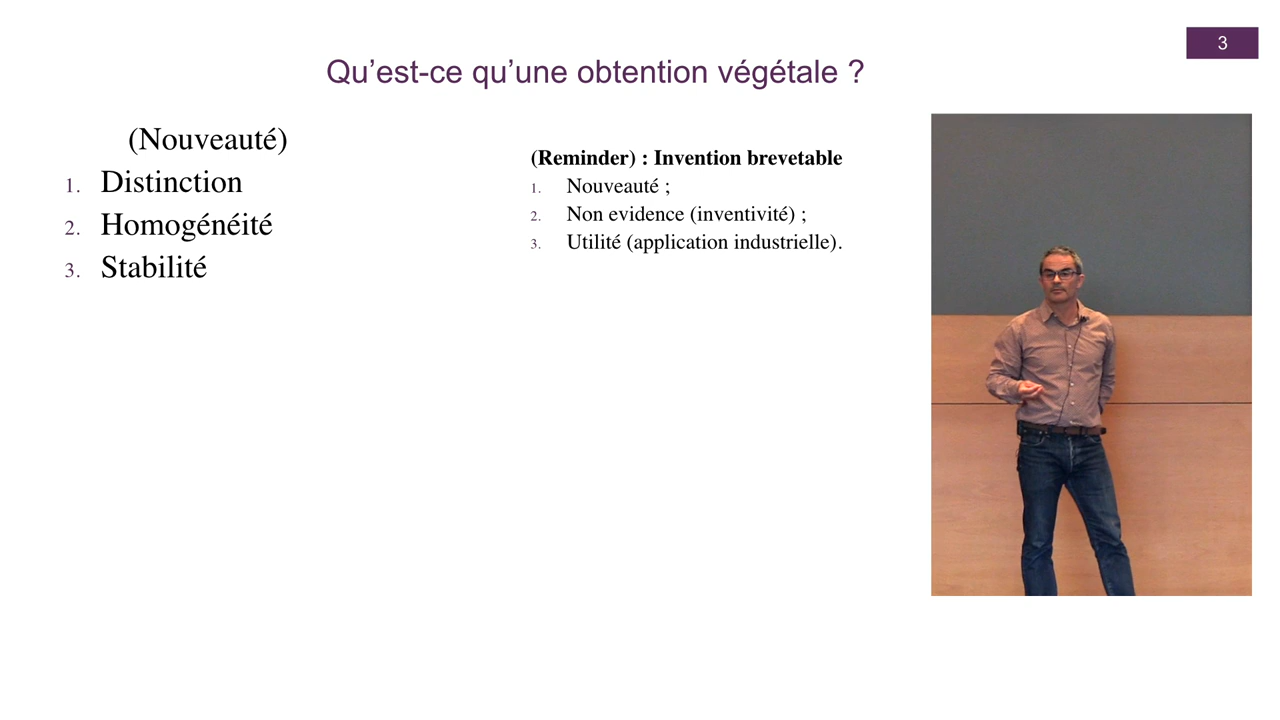 3
Qu’est-ce qu’une obtention végétale ?
(Nouveauté)
1. Distinction
2. Homogénéité
3. Stabilité
(Reminder) : Invention brevetable
1. Nouveauté ;
2. Non evidence (inventivité) ;
3. Utilité (application industrielle).